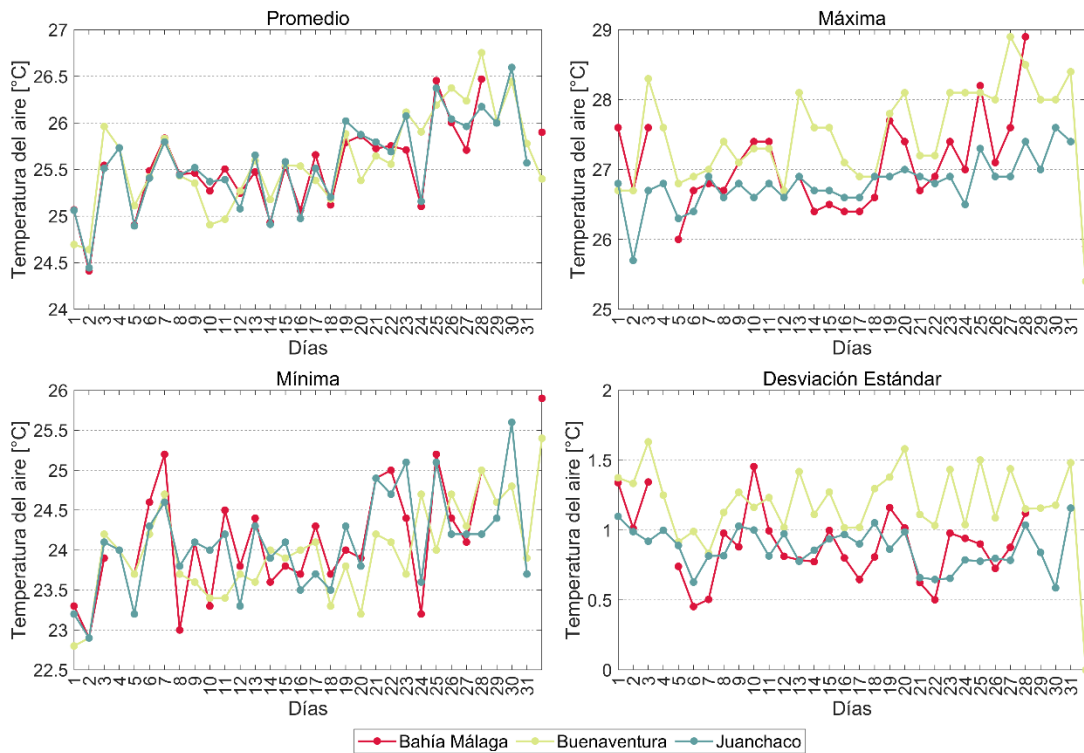 Promedio
27
26.5
26
25.5
25
24.5
24
Temperatura del aire [°C]
1 2 3 4 5 6 7 8 9 10 11 12 13 14 15 16 17 18 19 20 21 22 23 24 25 26 27 28 29 30 31
Días
Máxima
29
28
27
26
25
Temperatura del aire [°C]
1 2 3 4 5 6 7 8 9 10 11 12 13 14 15 16 17 18 19 20 21 22 23 24 25 26 27 28 29 30 31
Días
Mínima
26
25.5
25
24.5
24
23.5
23
22.5
Temperatura del aire [°C]
1 2 3 4 5 6 7 8 9 10 11 12 13 14 15 16 17 18 19 20 21 22 23 24 25 26 27 28 29 30 31
Días
Desviación Estándar
2
1.5
1
0.5
0
Temperatura del aire [°C]
1 2 3 4 5 6 7 8 9 10 11 12 13 14 15 16 17 18 19 20 21 22 23 24 25 26 27 28 29 30 31
Días
Bahía Málaga Buenaventura Juanchaco